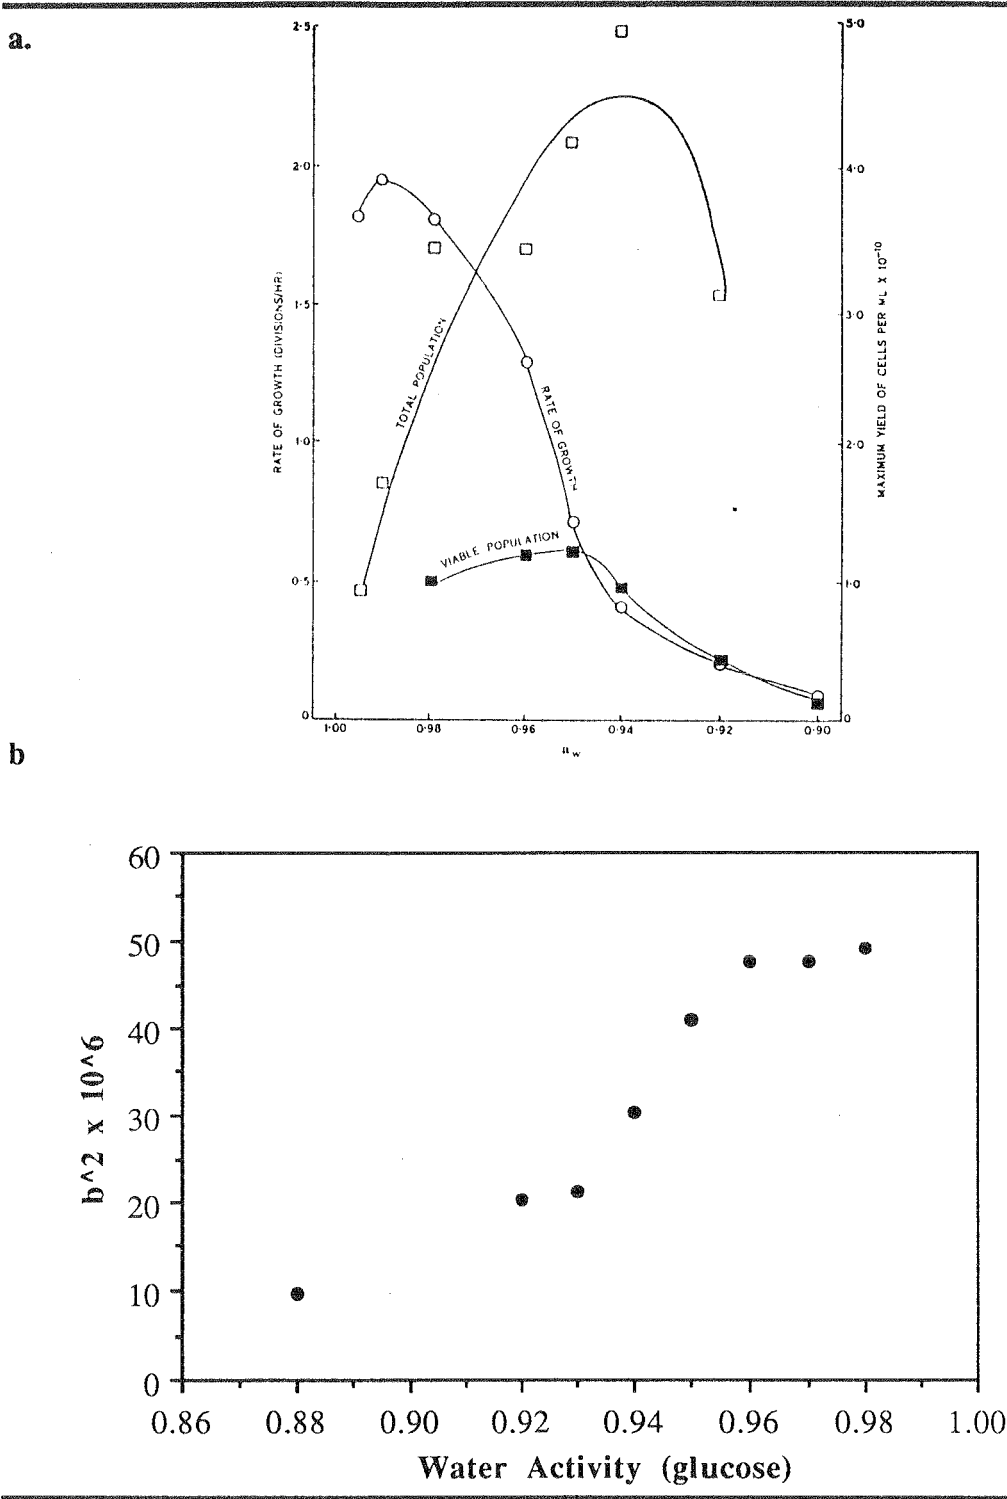 a.
2·5
2·0
1·5
1·0
0·5
0
RATE OF GROWTH (DIVISIONS/HR)
TOTAL POPULATION
RATE OF GROWTH
VIABLE POPULATION
5·0
4·0
3·0
2·0
1·0
0
MAXIMUM YIELD OF CELLS PER ML X 10⁻¹⁰
1·00 0·98 0·96 0·94 0·92 0·90
a w
b
60
50
40
30
20
10
0
b^2 x 10^6
0.86 0.88 0.90 0.92 0.94 0.96 0.98 1.00
Water Activity (glucose)